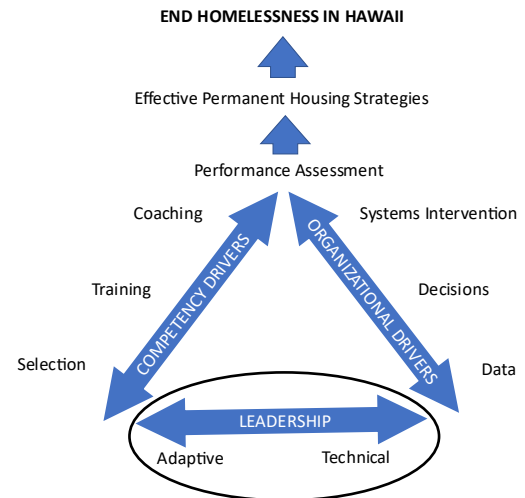 END HOMELESSNESS IN HAWAII
Effective Permanent Housing Strategies
Performance Assessment
Coaching
Systems Intervention
COMPETENCY DRIVERS
ORGANIZATIONAL DRIVERS
Training
Decisions
Selection
Data
LEADERSHIP
Adaptive
Technical